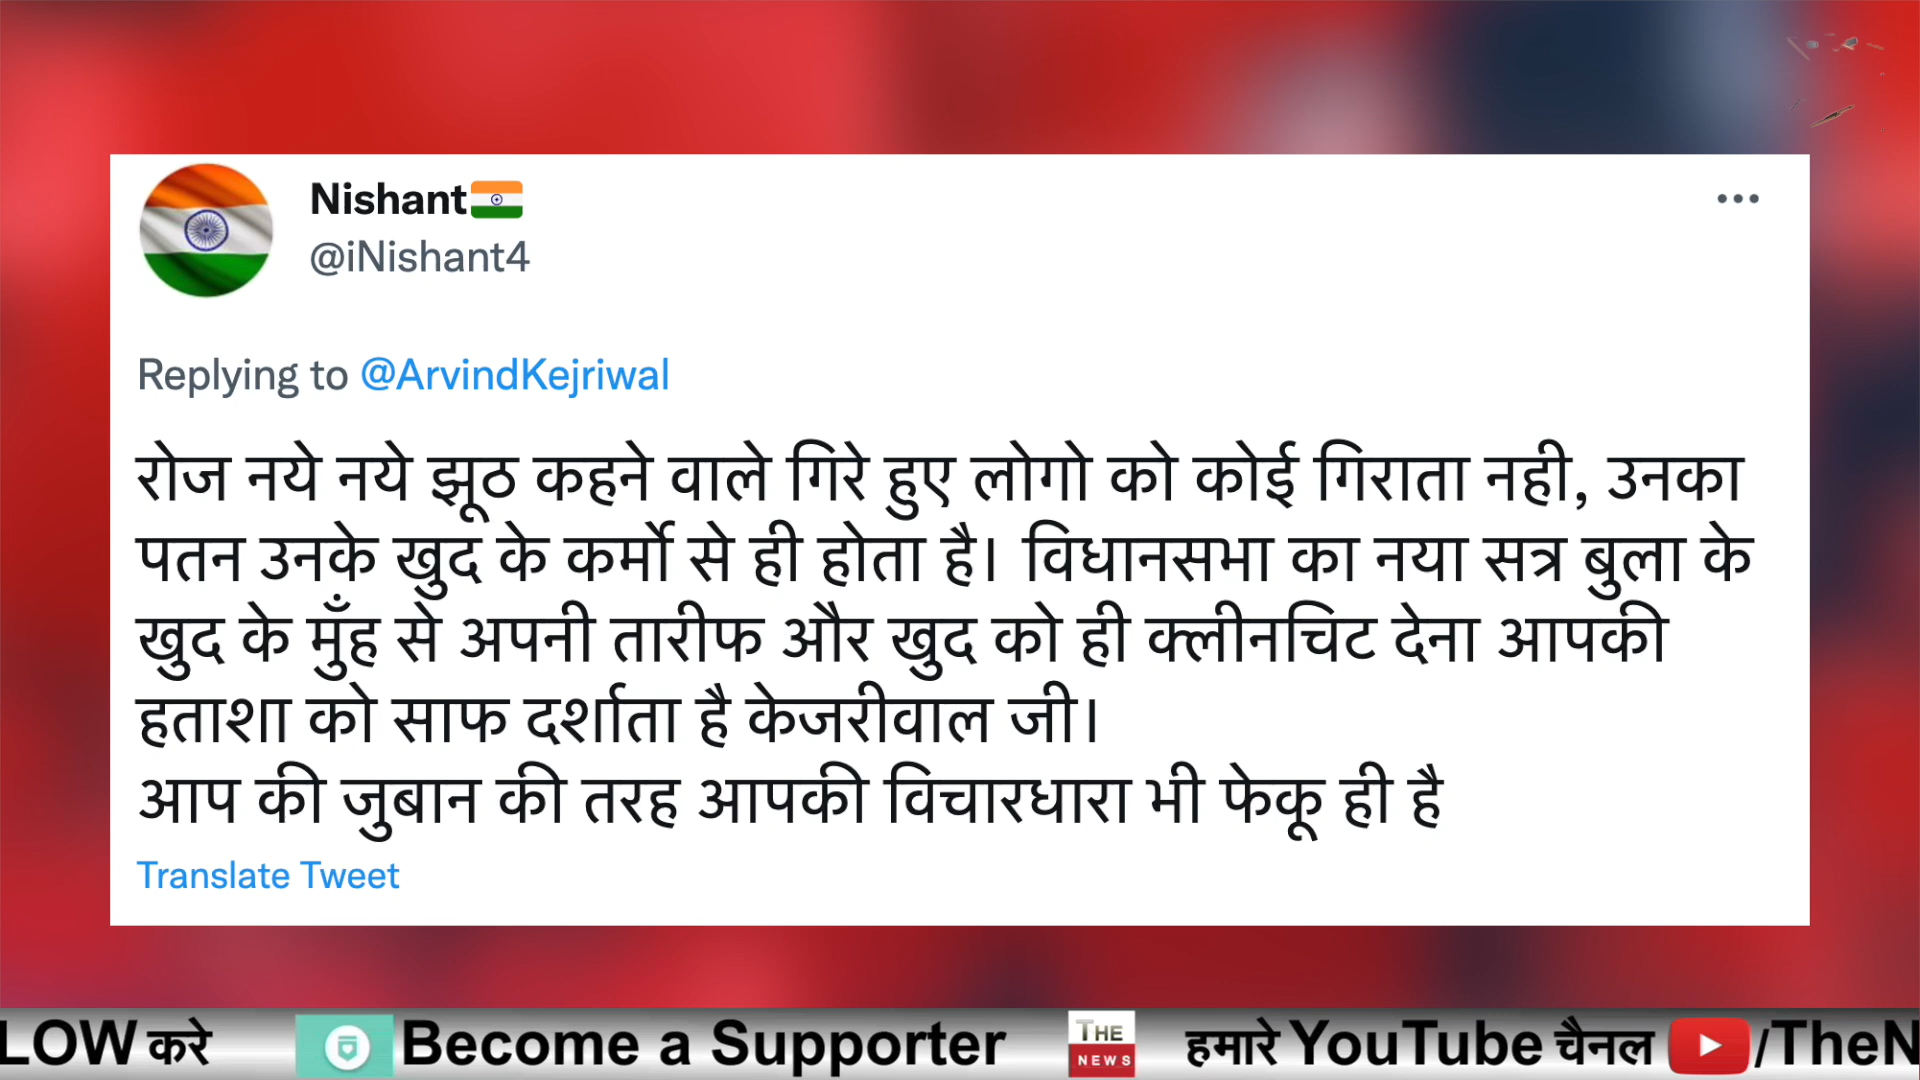 Nishant
@iNishant4
Replying to @ArvindKejriwal
रोज नये नये झूठ कहने वाले गिरे हुए लोगो को कोई गिराता नही, उनका
पतन उनके खुद के कर्मो से ही होता है। विधानसभा का नया सत्र बुला के
खुद के मुँह से अपनी तारीफ और खुद को ही क्लीनचिट देना आपकी
हताशा को साफ दर्शाता है केजरीवाल जी।
आप की जुबान की तरह आपकी विचारधारा भी फेकू ही है
Translate Tweet
LOW करे Become a Supporter THE NEWS हमारे YouTube चैनल /TheN